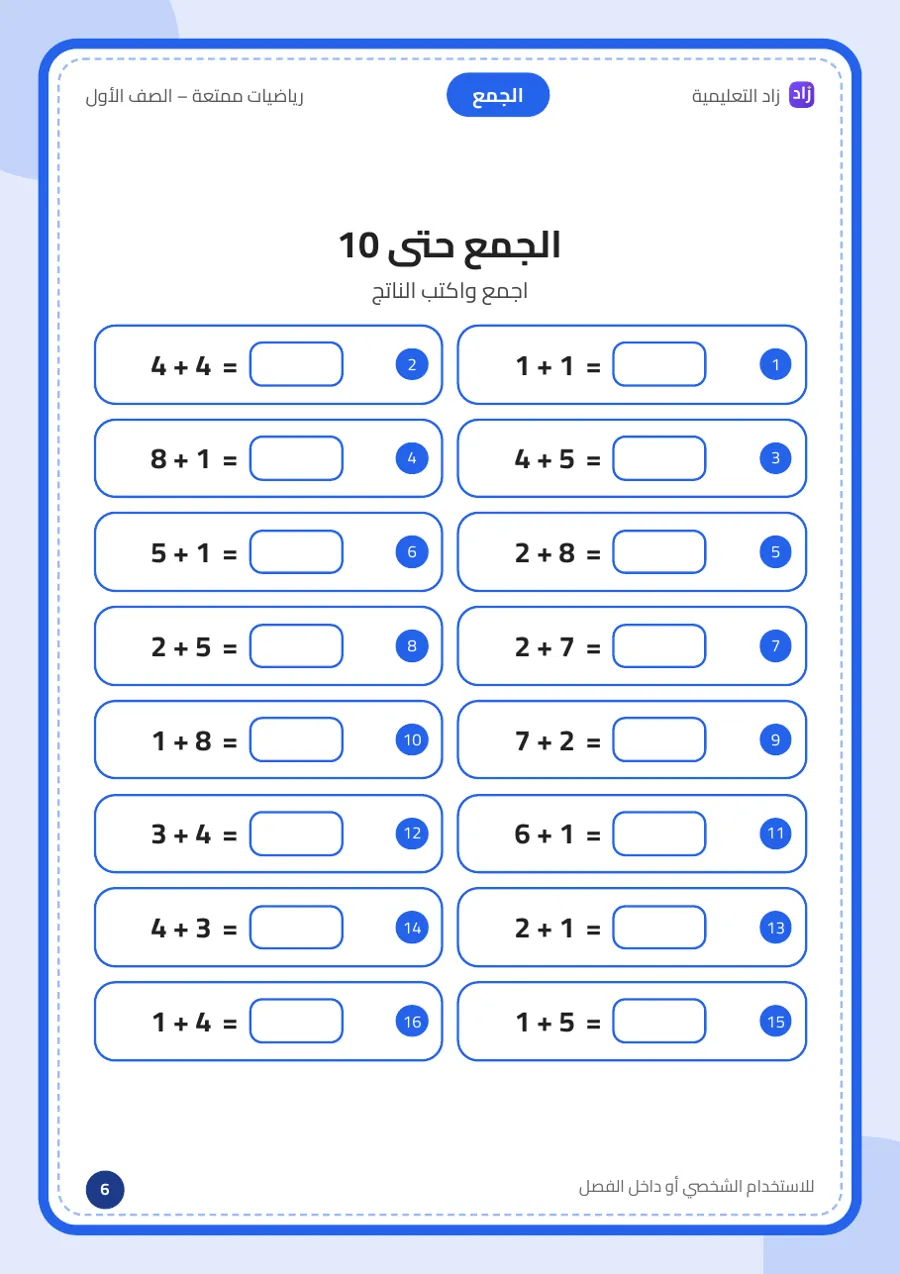 زاد زاد التعليمية
الجمع
رياضيات ممتعة – الصف الأول
الجمع حتى 10
اجمع واكتب الناتج
1 1 + 1 =
2 4 + 4 =
3 4 + 5 =
4 8 + 1 =
5 2 + 8 =
6 5 + 1 =
7 2 + 7 =
8 2 + 5 =
9 7 + 2 =
10 1 + 8 =
11 6 + 1 =
12 3 + 4 =
13 2 + 1 =
14 4 + 3 =
15 1 + 5 =
16 1 + 4 =
للاستخدام الشخصي أو داخل الفصل
6